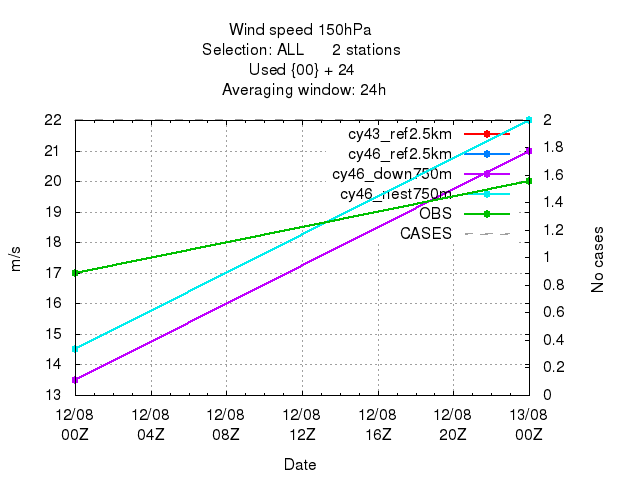 Wind speed 150hPa
Selection: ALL 2 stations
Used {00} + 24
Averaging window: 24h
m/s
22
21
20
19
18
17
16
15
14
13
cy43_ref2.5km
cy46_ref2.5km
cy46_down750m
cy46_nest750m
OBS
CASES
2
1.8
1.6
1.4
1.2
1
0.8
0.6
0.4
0.2
0
No cases
12/08 12/08 12/08 12/08 12/08 12/08 13/08
00Z 04Z 08Z 12Z 16Z 20Z 00Z
Date